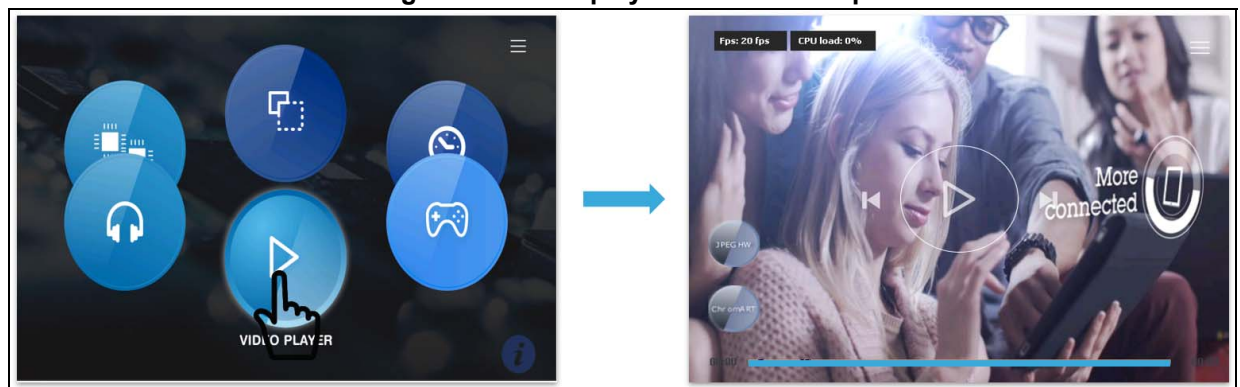 VIDEO PLAYER
Fps: 20 fps
CPU load: 0%
More
connected
JPEG HW
ChromART